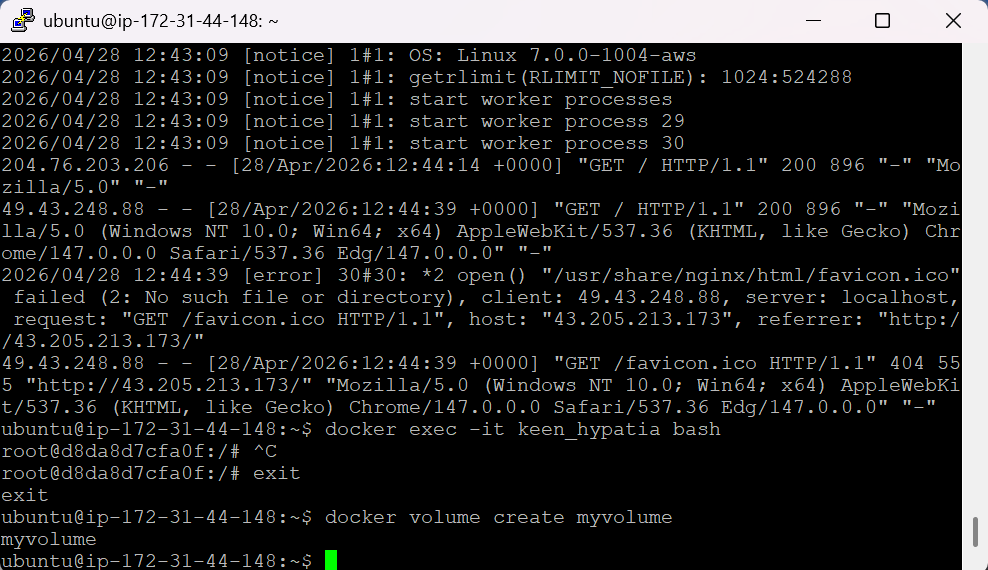 ubuntu@ip-172-31-44-148: ~
2026/04/28 12:43:09 [notice] 1#1: OS: Linux 7.0.0-1004-aws
2026/04/28 12:43:09 [notice] 1#1: getrlimit(RLIMIT_NOFILE): 1024:524288
2026/04/28 12:43:09 [notice] 1#1: start worker processes
2026/04/28 12:43:09 [notice] 1#1: start worker process 29
2026/04/28 12:43:09 [notice] 1#1: start worker process 30
204.76.203.206 - - [28/Apr/2026:12:44:14 +0000] "GET / HTTP/1.1" 200 896 "-" "Mo
zilla/5.0" "-"
49.43.248.88 - - [28/Apr/2026:12:44:39 +0000] "GET / HTTP/1.1" 200 896 "-" "Mozi
lla/5.0 (Windows NT 10.0; Win64; x64) AppleWebKit/537.36 (KHTML, like Gecko) Chr
ome/147.0.0.0 Safari/537.36 Edg/147.0.0.0" "-"
2026/04/28 12:44:39 [error] 30#30: *2 open() "/usr/share/nginx/html/favicon.ico"
 failed (2: No such file or directory), client: 49.43.248.88, server: localhost,
 request: "GET /favicon.ico HTTP/1.1", host: "43.205.213.173", referrer: "http:/
/43.205.213.173/"
49.43.248.88 - - [28/Apr/2026:12:44:39 +0000] "GET /favicon.ico HTTP/1.1" 404 55
5 "http://43.205.213.173/" "Mozilla/5.0 (Windows NT 10.0; Win64; x64) AppleWebKi
t/537.36 (KHTML, like Gecko) Chrome/147.0.0.0 Safari/537.36 Edg/147.0.0.0" "-"
ubuntu@ip-172-31-44-148:~$ docker exec -it keen_hypatia bash
root@d8da8d7cfa0f:/# ^C
root@d8da8d7cfa0f:/# exit
exit
ubuntu@ip-172-31-44-148:~$ docker volume create myvolume
myvolume
ubuntu@ip-172-31-44-148:~$